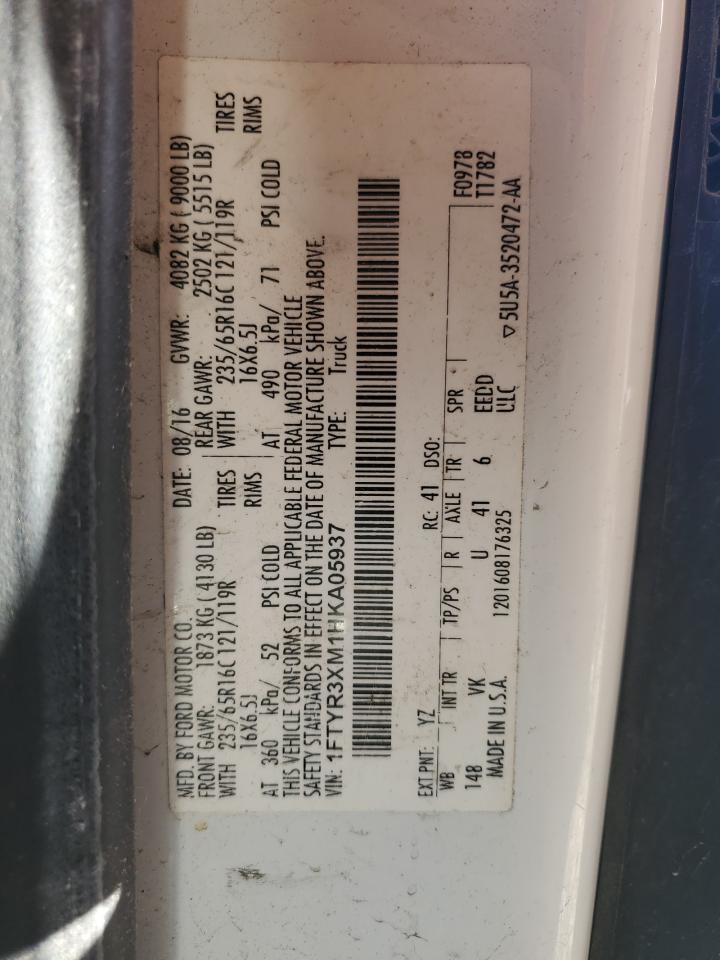 MFD. BY FORD MOTOR CO. DATE: 08/16 GVWR: 4082 KG ( 9000 LB)
FRONT GAWR: 1873 KG ( 4130 LB) REAR GAWR: 2502 KG ( 5515 LB)
WITH 235/65R16C 121/119R TIRES WITH 235/65R16C 121/119R TIRES
16X6.5J RIMS 16X6.5J RIMS
AT 360 kPa/ 52 PSI COLD AT 490 kPa/ 71 PSI COLD
THIS VEHICLE CONFORMS TO ALL APPLICABLE FEDERAL MOTOR VEHICLE
SAFETY STANDARDS IN EFFECT ON THE DATE OF MANUFACTURE SHOWN ABOVE.
VIN: 1FTYR3XM1HKA05937 TYPE: Truck
EXT PNT: YZ RC: 41 DSO: F0978
WB INT TR TP/PS R AXLE TR SPR T1782
148 VK U 41 6 EEDD
MADE IN U.S.A. 1201608176325 ULC ▽ 5U5A-3520472-AA